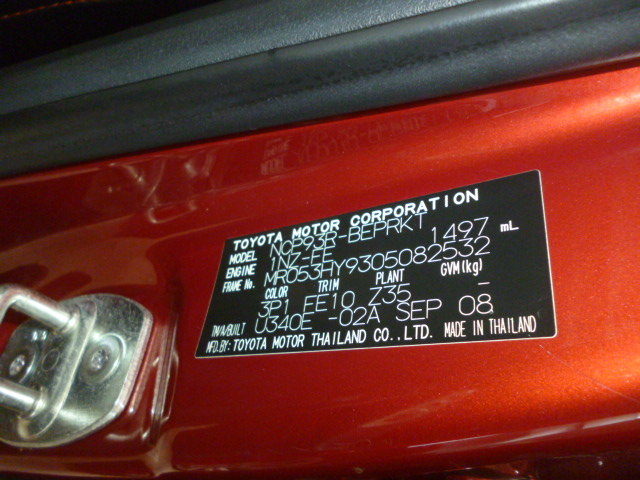 TOYOTA MOTOR CORPORATION
MODEL NCP93R-BEPRKT
ENGINE 1NZ-FE 1497 mL
FRAME No. MR053HY9305082532
COLOR TRIM PLANT GVM(kg)
3P1 EE10 Z35 -
TM/A/BUILT U340E -02A SEP 08
MFD.BY: TOYOTA MOTOR THAILAND CO.,LTD. MADE IN THAILAND